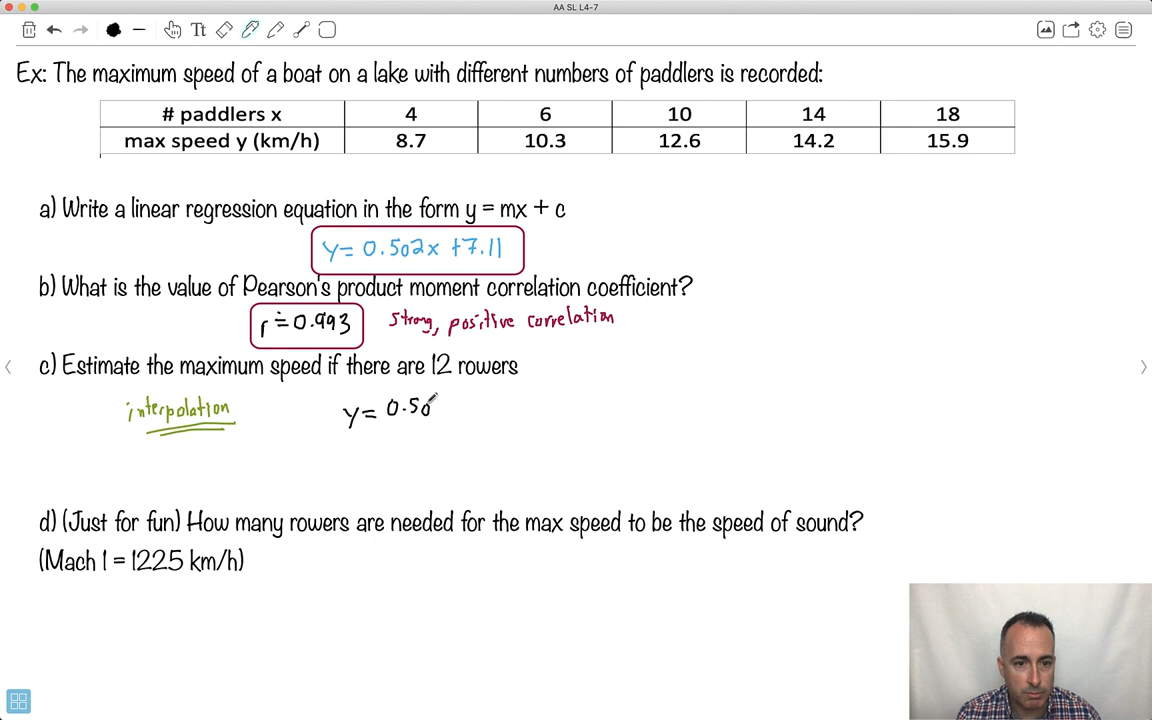 AA SL L4-7
Tt
Ex: The maximum speed of a boat on a lake with different numbers of paddlers is recorded:
# paddlers x 4 6 10 14 18
max speed y (km/h) 8.7 10.3 12.6 14.2 15.9
a) Write a linear regression equation in the form y = mx + c
y= 0.502x +7.11
b) What is the value of Pearson's product moment correlation coefficient?
r ≐ 0.993 strong, positive correlation
c) Estimate the maximum speed if there are 12 rowers
interpolation y= 0.50
d) (Just for fun) How many rowers are needed for the max speed to be the speed of sound?
(Mach 1 = 1225 km/h)